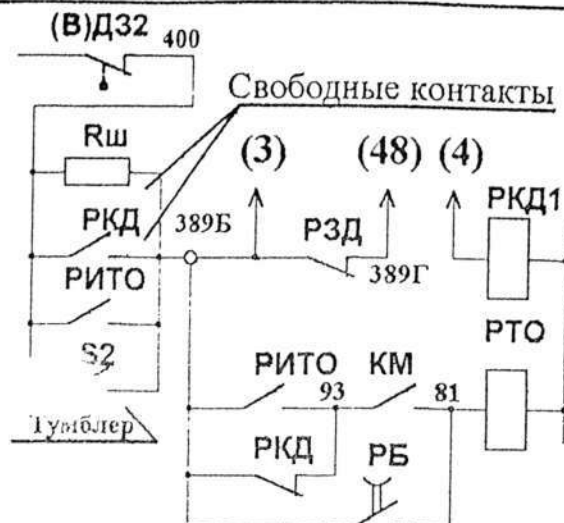 (В)ДЗ2 400
Свободные контакты
Rш
(3) (48) (4)
РКД 389Б РЗД РКД1
389Г
РИТО РТО
S2 РИТО 93 КМ 81
Тумблер РКД РБ